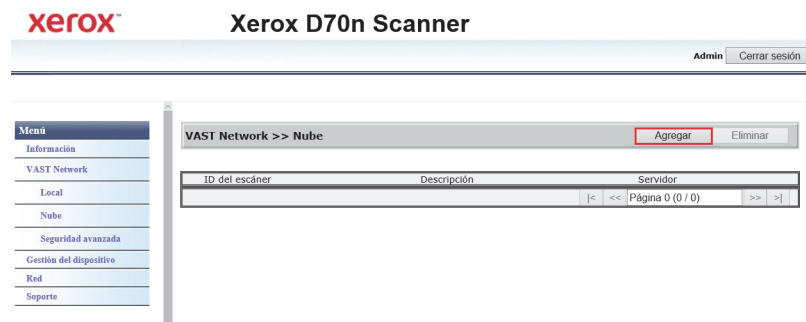 xerox™ Xerox D70n Scanner
Admin Cerrar sesión
Menú
Información
VAST Network
Local
Nube
Seguridad avanzada
Gestión del dispositivo
Red
Soporte
VAST Network >> Nube Agregar Eliminar
ID del escáner Descripción Servidor
|< << Página 0 (0 / 0) >> >|